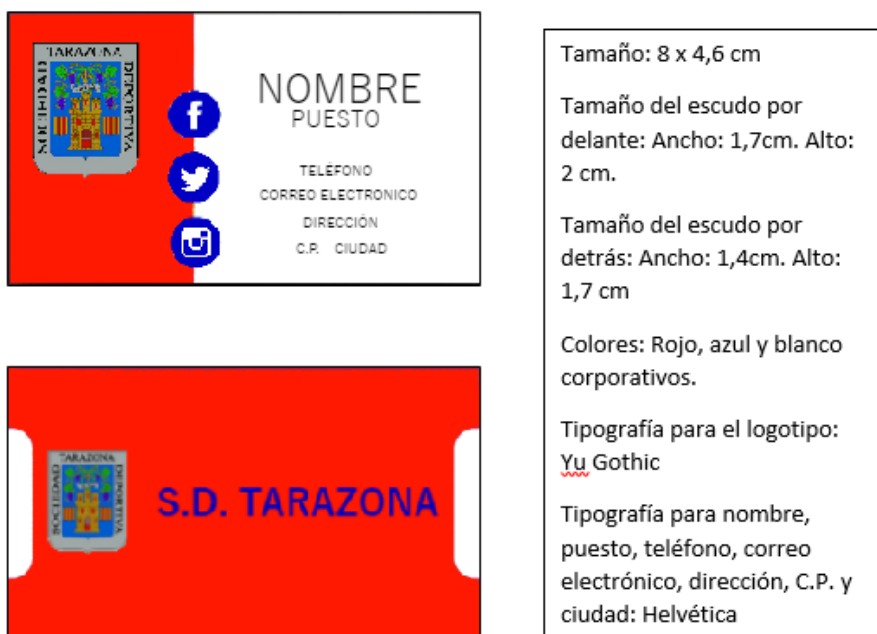 TARAZONA
SOCIEDAD
DEPORTIVA
NOMBRE
PUESTO
TELÉFONO
CORREO ELECTRONICO
DIRECCIÓN
C.P. CIUDAD
TARAZONA
SOCIEDAD
DEPORTIVA
S.D. TARAZONA
Tamaño: 8 x 4,6 cm
Tamaño del escudo por
delante: Ancho: 1,7cm. Alto:
2 cm.
Tamaño del escudo por
detrás: Ancho: 1,4cm. Alto:
1,7 cm
Colores: Rojo, azul y blanco
corporativos.
Tipografía para el logotipo:
Yu Gothic
Tipografía para nombre,
puesto, teléfono, correo
electrónico, dirección, C.P. y
ciudad: Helvética